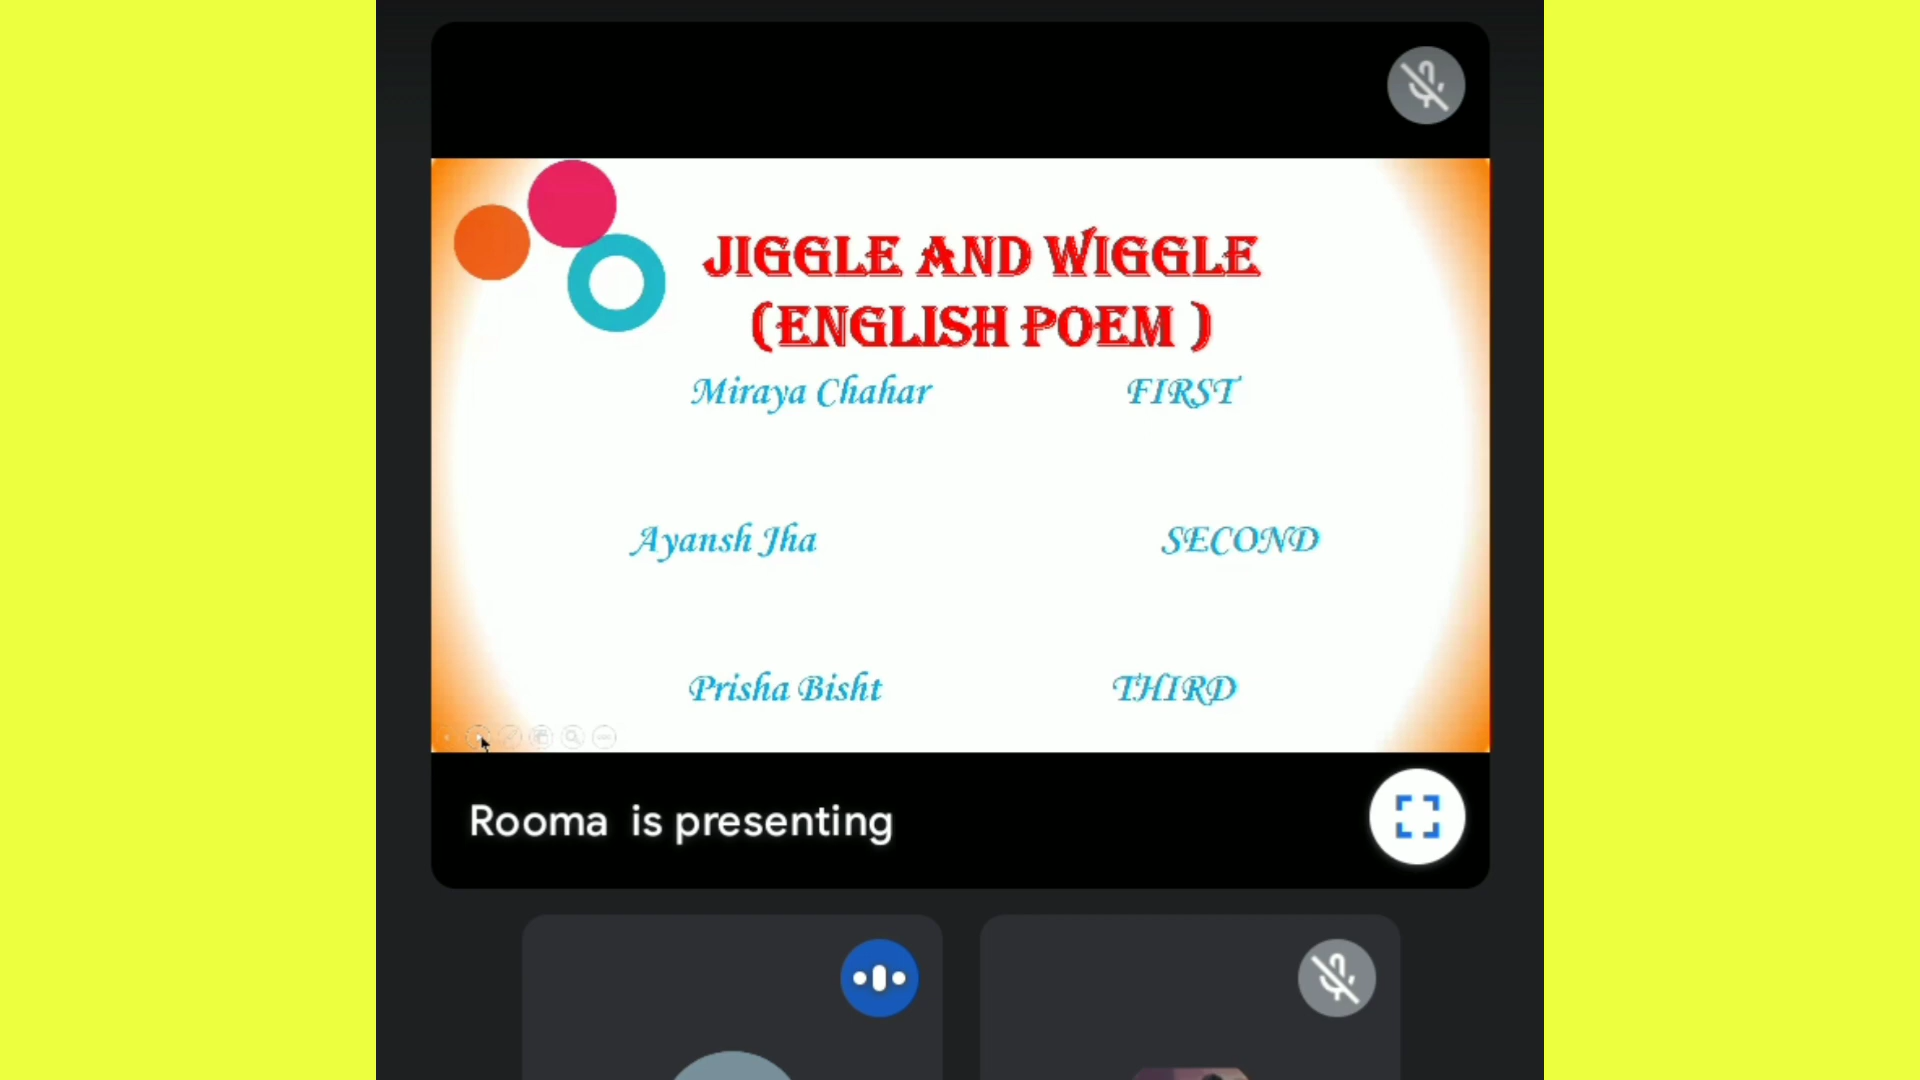 JIGGLE AND WIGGLE
(ENGLISH POEM )
Miraya Chahar FIRST
Ayansh Jha SECOND
Prisha Bisht THIRD
Rooma is presenting